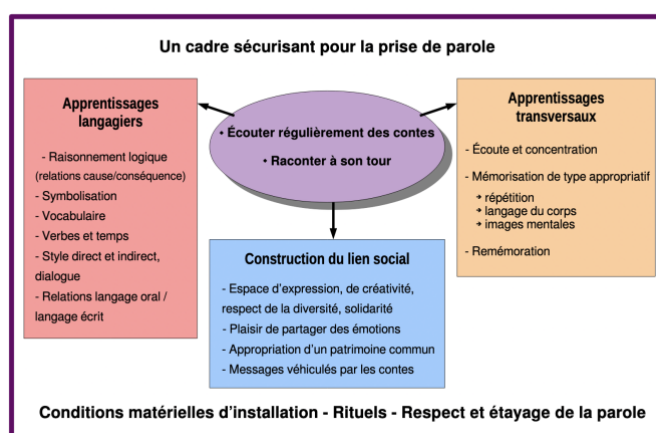 Un cadre sécurisant pour la prise de parole
Apprentissages
langagiers
- Raisonnement logique
(relations cause/conséquence)
- Symbolisation
- Vocabulaire
- Verbes et temps
- Style direct et indirect,
dialogue
- Relations langage oral /
langage écrit
• Écouter régulièrement des contes
• Raconter à son tour
Apprentissages
transversaux
- Écoute et concentration
- Mémorisation de type appropriatif
➔ répétition
➔ langage du corps
➔ images mentales
- Remémoration
Construction du lien social
- Espace d’expression, de créativité,
respect de la diversité, solidarité
- Plaisir de partager des émotions
- Appropriation d’un patrimoine commun
- Messages véhiculés par les contes
Conditions matérielles d’installation - Rituels - Respect et étayage de la parole